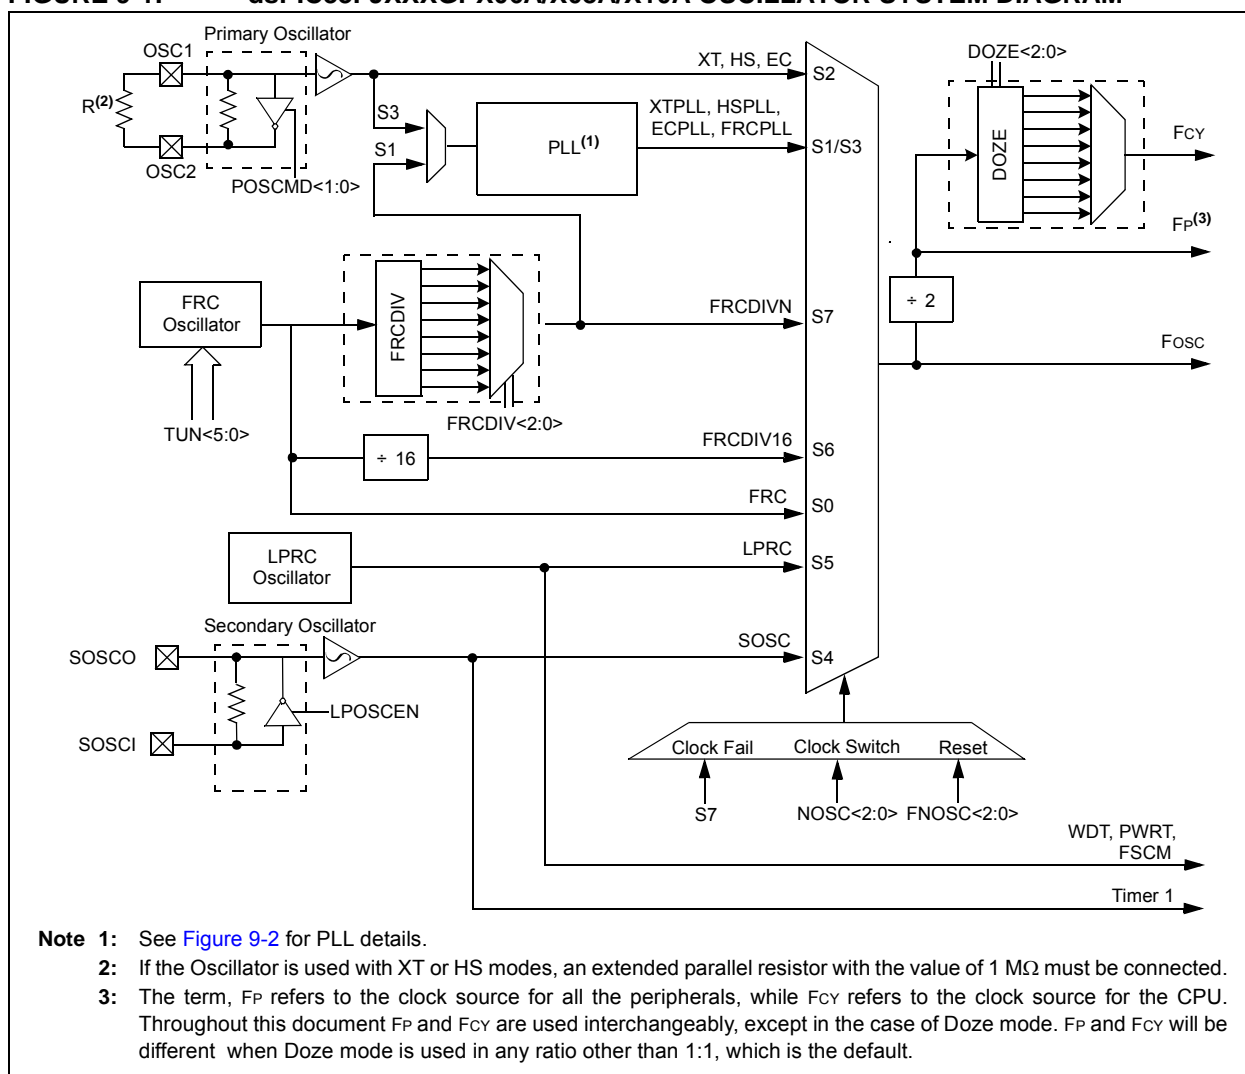 Primary Oscillator
OSC1
R(2)
OSC2
POSCMD<1:0>
S3
S1
PLL(1)
XT, HS, EC
XTPLL, HSPLL,
ECPLL, FRCPLL
S2
S1/S3
DOZE<2:0>
DOZE
FCY
FP(3)
÷ 2
FOSC
FRC
Oscillator
TUN<5:0>
FRCDIV
FRCDIV<2:0>
FRCDIVN
S7
÷ 16
FRCDIV16
S6
FRC
S0
LPRC
Oscillator
LPRC
S5
Secondary Oscillator
SOSCO
SOSCI
LPOSCEN
SOSC
S4
Clock Fail
Clock Switch
Reset
S7
NOSC<2:0>
FNOSC<2:0>
WDT, PWRT,
FSCM
Timer 1
Note 1: See Figure 9-2 for PLL details.
2: If the Oscillator is used with XT or HS modes, an extended parallel resistor with the value of 1 MΩ must be connected.
3: The term, FP refers to the clock source for all the peripherals, while FCY refers to the clock source for the CPU.
Throughout this document FP and FCY are used interchangeably, except in the case of Doze mode. FP and FCY will be
different when Doze mode is used in any ratio other than 1:1, which is the default.